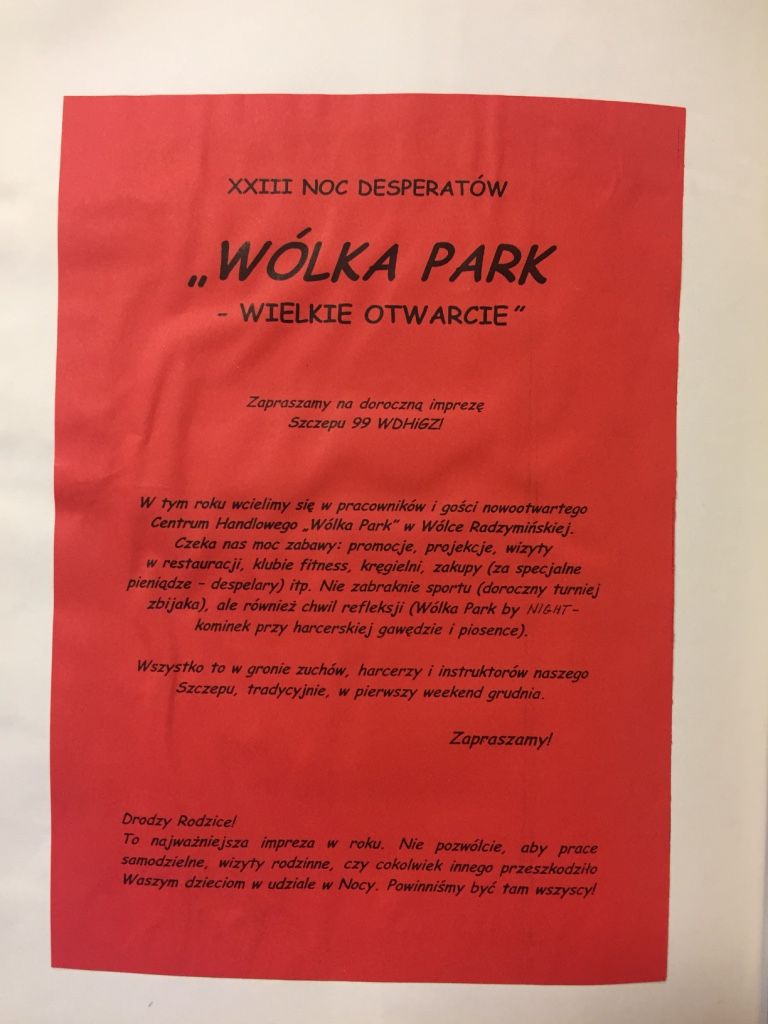 XXIII NOC DESPERATÓW
„WÓLKA PARK
- WIELKIE OTWARCIE”
Zapraszamy na doroczną imprezę
Szczepu 99 WDHiGZ!
W tym roku wcielimy się w pracowników i gości nowootwartego
Centrum Handlowego „Wólka Park” w Wólce Radzymińskiej.
Czeka nas moc zabawy: promocje, projekcje, wizyty
w restauracji, klubie fitness, kręgielni, zakupy (za specjalne
pieniądze – despelary) itp. Nie zabraknie sportu (doroczny turniej
zbijaka), ale również chwil refleksji (Wólka Park by NIGHT –
kominek przy harcerskiej gawędzie i piosence).
Wszystko to w gronie zuchów, harcerzy i instruktorów naszego
Szczepu, tradycyjnie, w pierwszy weekend grudnia.
Zapraszamy!
Drodzy Rodzice!
To najważniejsza impreza w roku. Nie pozwólcie, aby prace
samodzielne, wizyty rodzinne, czy cokolwiek innego przeszkodziło
Waszym dzieciom w udziale w Nocy. Powinniśmy być tam wszyscy!